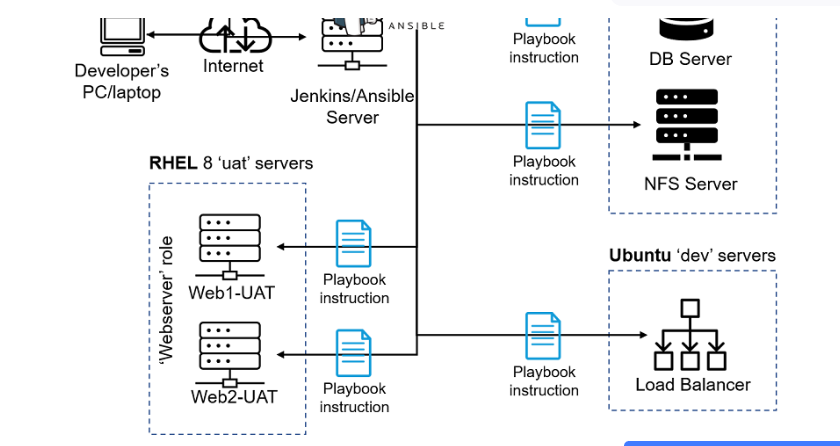 ANSIBLE
Developer's
PC/laptop
Internet
Jenkins/Ansible
Server
Playbook
instruction
DB Server
Playbook
instruction
NFS Server
RHEL 8 'uat' servers
'Webserver' role
Web1-UAT
Playbook
instruction
Web2-UAT
Playbook
instruction
Ubuntu 'dev' servers
Playbook
instruction
Load Balancer